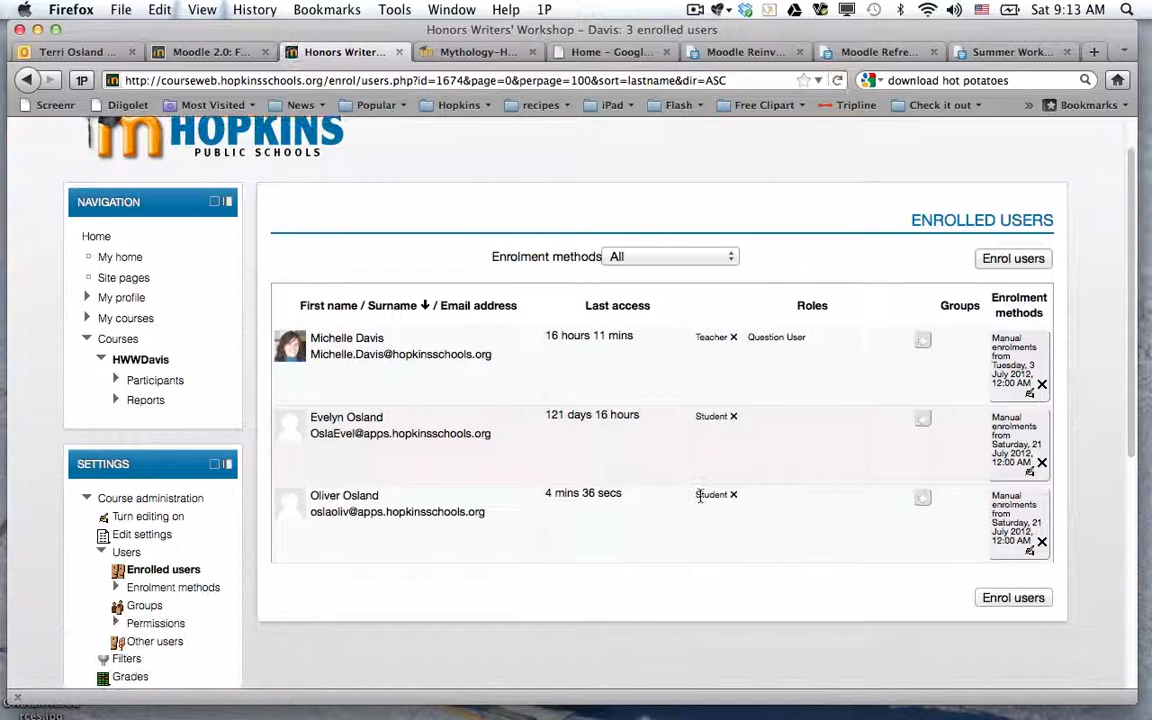 Firefox File Edit View History Bookmarks Tools Window Help 1P Sat 9:13 AM
Honors Writers' Workshop – Davis: 3 enrolled users
Terri Osland Moodle 2.0: F... Honors Writer... Mythology-H... Home – Googl... Moodle Reinv... Moodle Refre... Summer Work...
1P http://courseweb.hopkinsschools.org/enrol/users.php?id=1674&page=0&perpage=100&sort=lastname&dir=ASC download hot potatoes
Screenr Diigolet Most Visited News Popular Hopkins recipes iPad Flash Free Clipart Tripline Check it out » Bookmarks
m HOPKINS
PUBLIC SCHOOLS
NAVIGATION
Home
My home
Site pages
My profile
My courses
Courses
HWWDavis
Participants
Reports
SETTINGS
Course administration
Turn editing on
Edit settings
Users
Enrolled users
Enrolment methods
Groups
Permissions
Other users
Filters
Grades
ENROLLED USERS
Enrolment methods All Enrol users
First name / Surname ↓ / Email address Last access Roles Groups Enrolment methods
Michelle Davis 16 hours 11 mins Teacher Question User
Michelle.Davis@hopkinsschools.org
Manual
enrolments
from
Tuesday, 3
July 2012,
12:00 AM
Evelyn Osland 121 days 16 hours Student
OslaEvel@apps.hopkinsschools.org
Manual
enrolments
from
Saturday, 21
July 2012,
12:00 AM
Oliver Osland 4 mins 36 secs Student
oslaoliv@apps.hopkinsschools.org
Manual
enrolments
from
Saturday, 21
July 2012,
12:00 AM
Enrol users